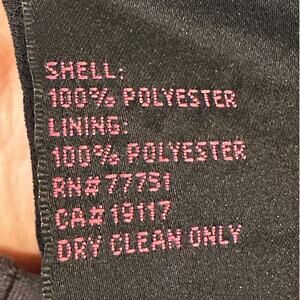 SHELL:
100% POLYESTER
LINING:
100% POLYESTER
RN# 77751
CA# 19117
DRY CLEAN ONLY